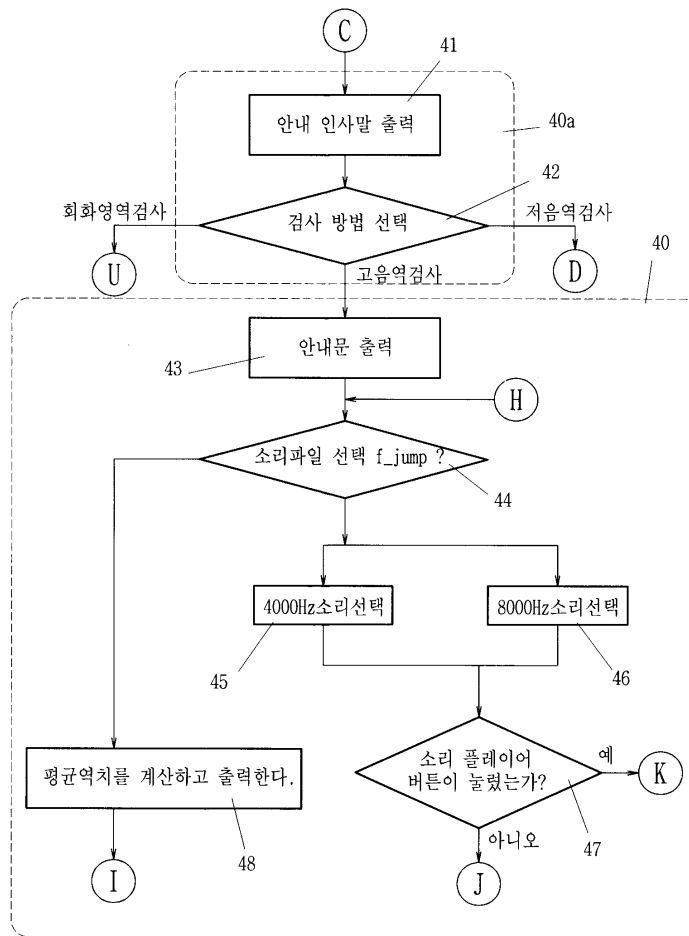 C
41
안내 인사말 출력
40a
42
회화영역검사
검사 방법 선택
저음역검사
U
D
40
고음역검사
안내문 출력
43
H
소리파일 선택 f_jump ?
44
4000Hz소리선택
8000Hz소리선택
45
46
소리 플레이어
버튼이 눌렸는가?
예
K
평균역치를 계산하고 출력한다.
47
48
아니오
I
J